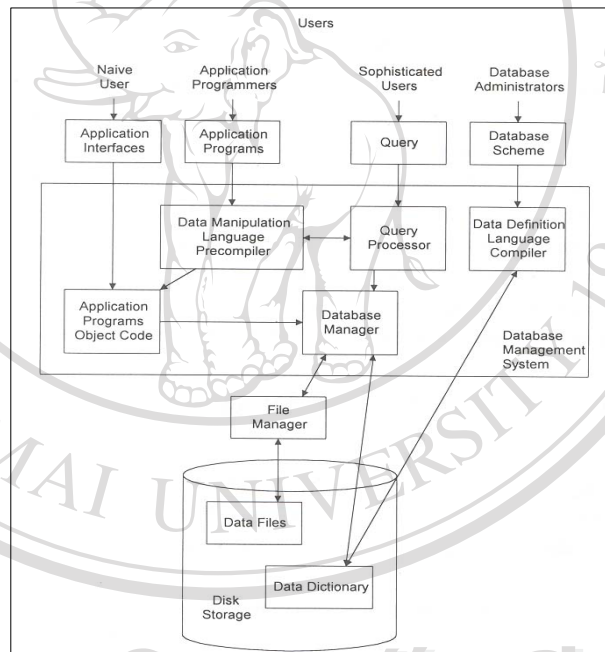 Users
Naive
User
Application
Programmers
Sophisticated
Users
Database
Administrators
Application
Interfaces
Application
Programs
Query
Database
Scheme
Data Manipulation
Language
Precompiler
Query
Processor
Data Definition
Language
Compiler
Application
Programs
Object Code
Database
Manager
Database
Management
System
File
Manager
Data Files
Data Dictionary
Disk
Storage
MAI UNIVERSITY